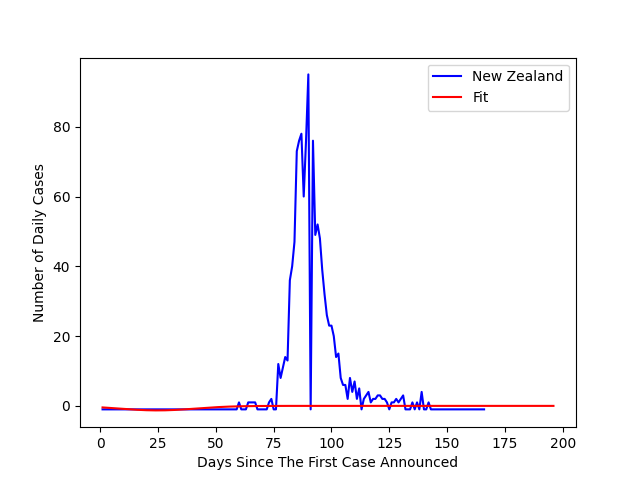 New Zealand
Fit
Number of Daily Cases
80
60
40
20
0
0 25 50 75 100 125 150 175 200
Days Since The First Case Announced